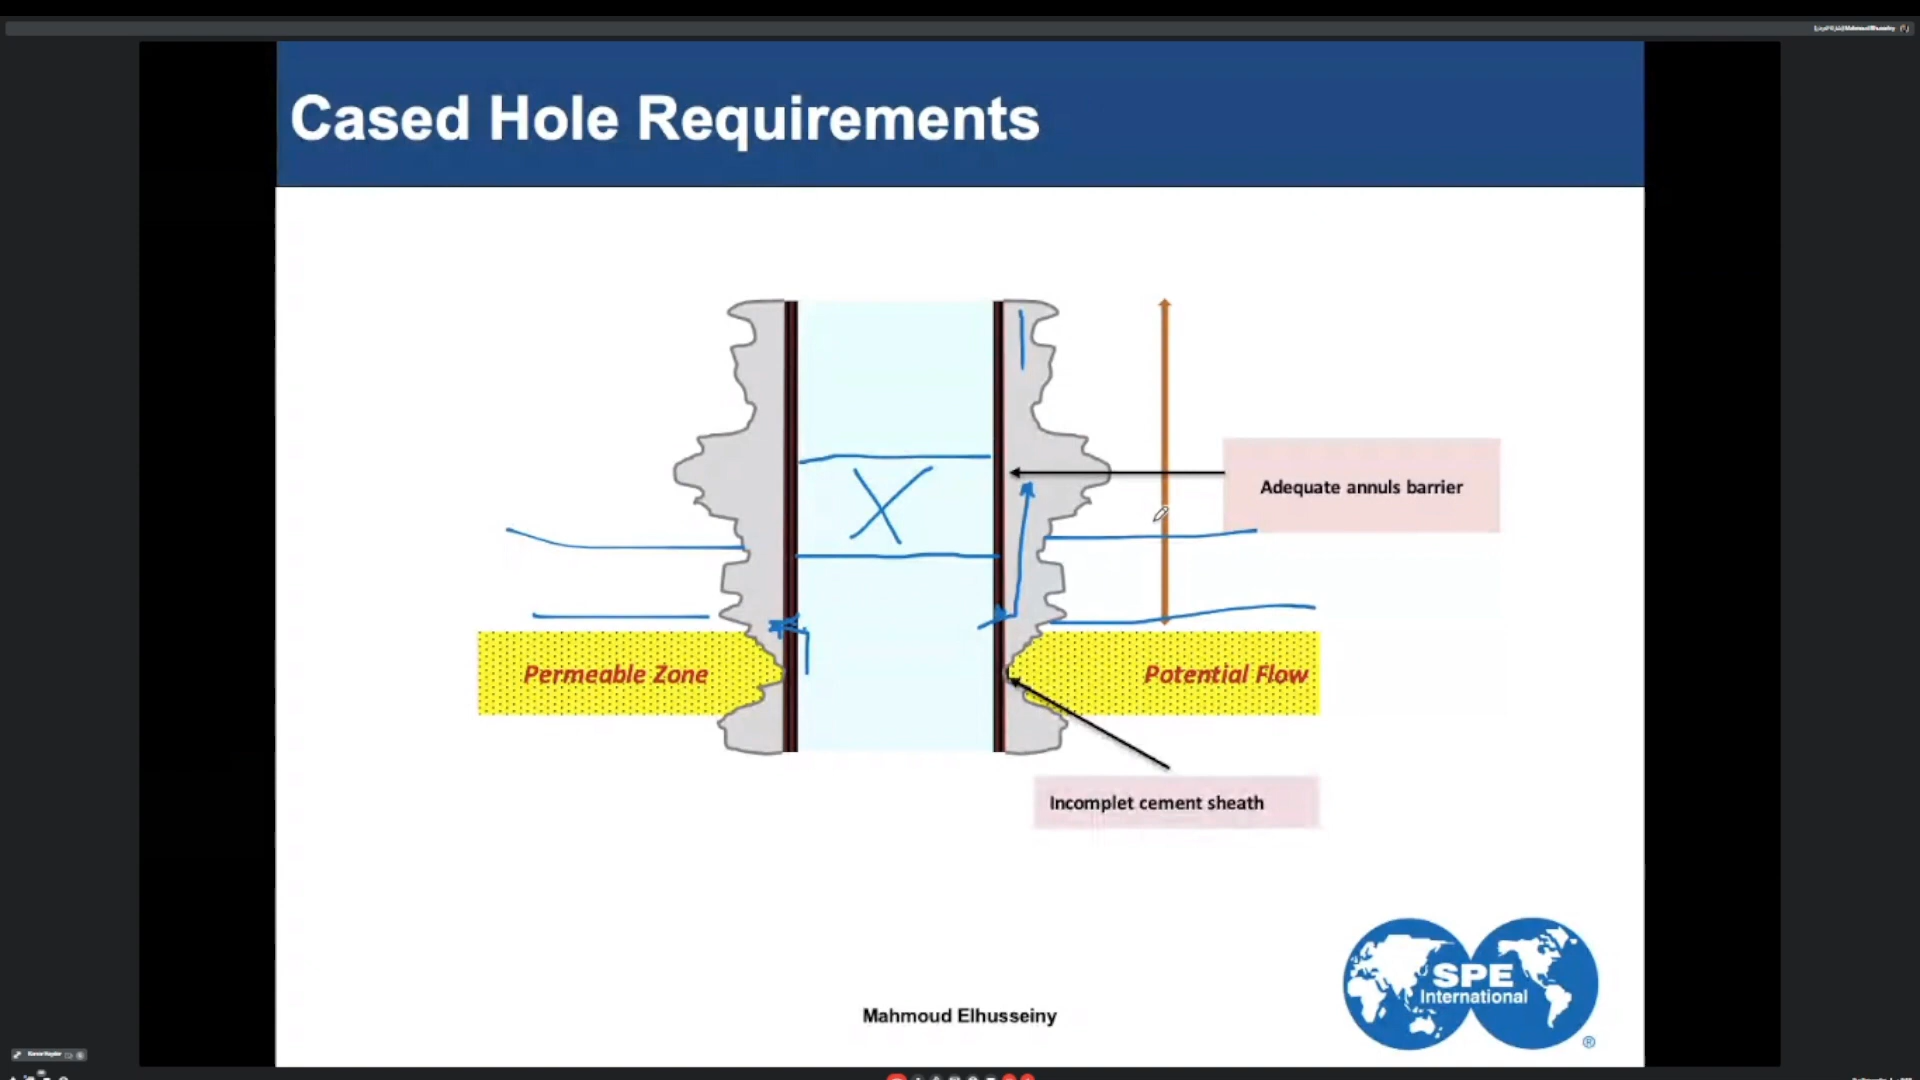 Cased Hole Requirements
Adequate annuls barrier
Permeable Zone
Potential Flow
Incomplet cement sheath
SPE
International
®
Mahmoud Elhusseiny